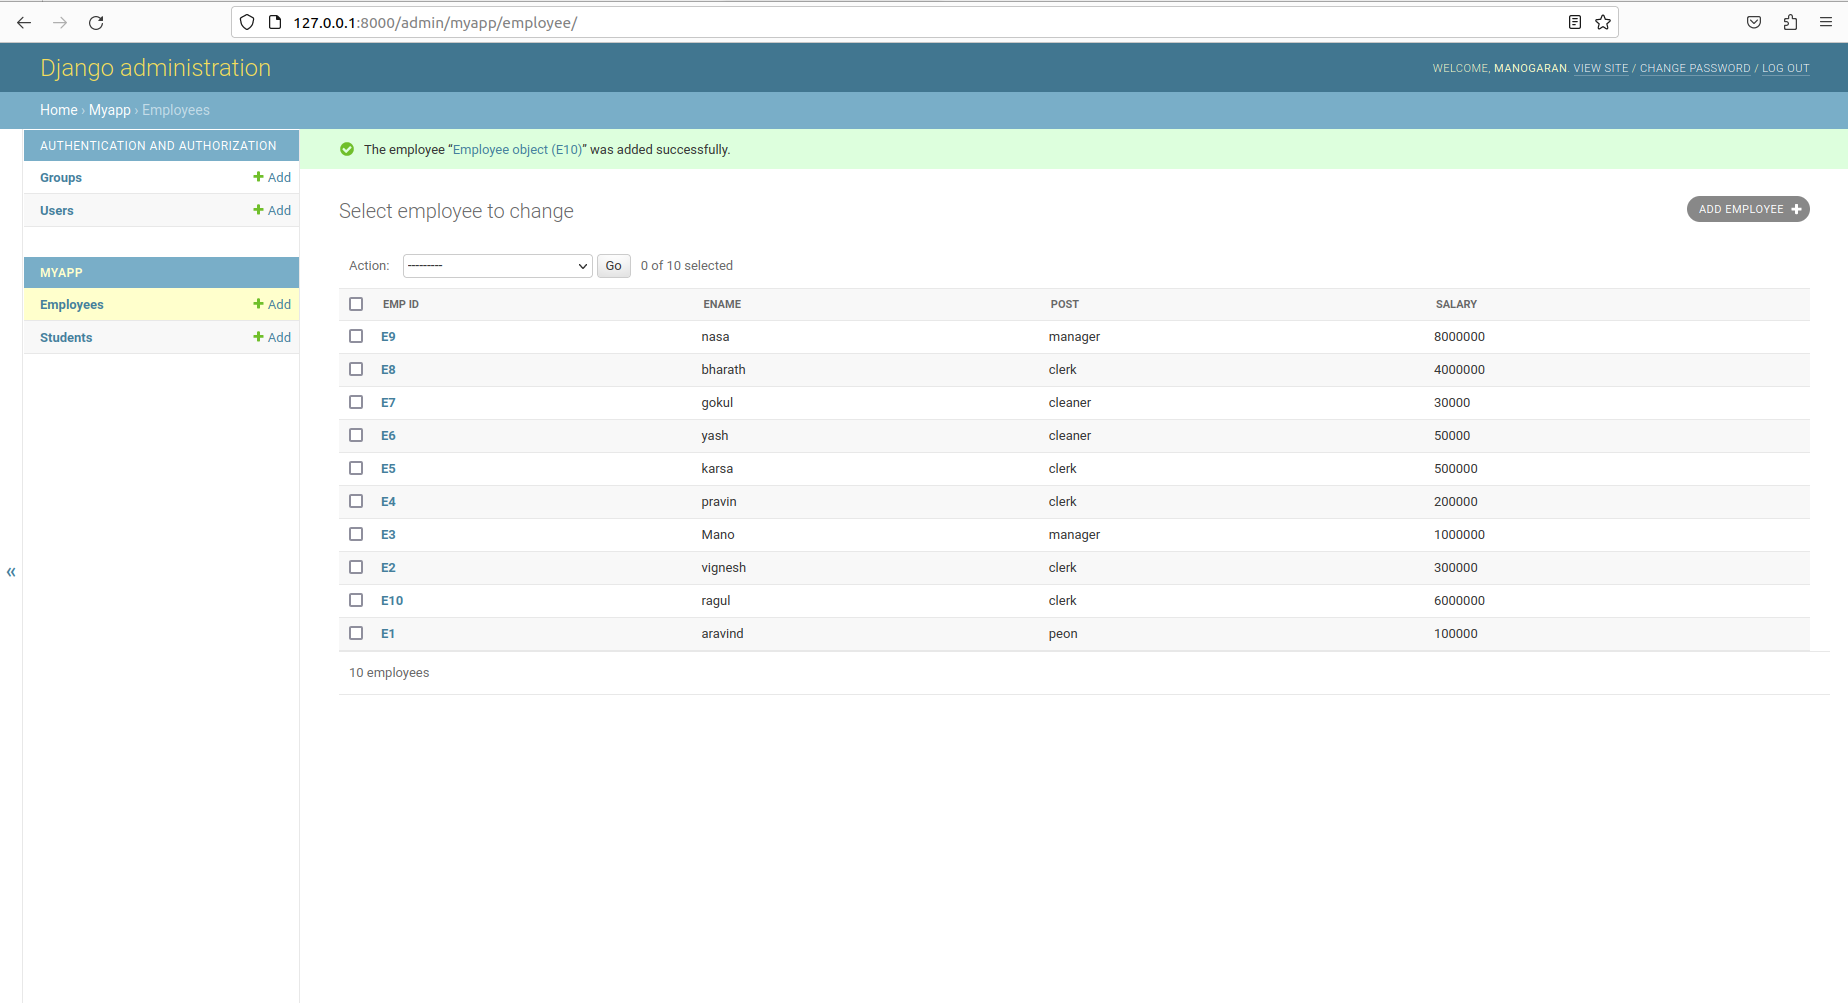 127.0.0.1:8000/admin/myapp/employee/
Django administration
WELCOME, MANOGARAN. VIEW SITE / CHANGE PASSWORD / LOG OUT
Home › Myapp › Employees
AUTHENTICATION AND AUTHORIZATION
Groups + Add
Users + Add
MYAPP
Employees + Add
Students + Add
«
The employee “Employee object (E10)” was added successfully.
Select employee to change
ADD EMPLOYEE +
Action: --------- Go 0 of 10 selected
EMP ID ENAME POST SALARY
E9 nasa manager 8000000
E8 bharath clerk 4000000
E7 gokul cleaner 30000
E6 yash cleaner 50000
E5 karsa clerk 500000
E4 pravin clerk 200000
E3 Mano manager 1000000
E2 vignesh clerk 300000
E10 ragul clerk 6000000
E1 aravind peon 100000
10 employees